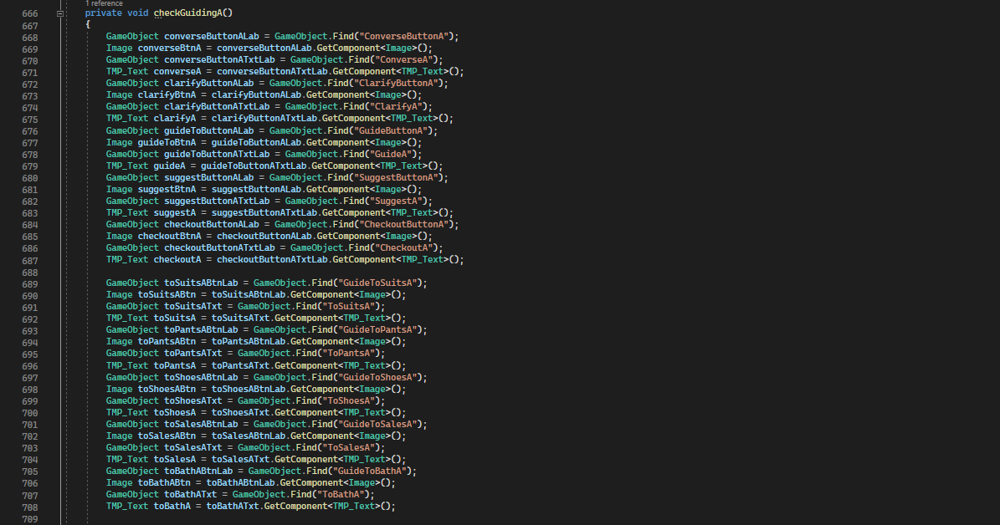 1 reference
666 private void checkGuidingA()
667 {
668 GameObject converseButtonALab = GameObject.Find("ConverseButtonA");
669 Image converseBtnA = converseButtonALab.GetComponent<Image>();
670 GameObject converseButtonATxtLab = GameObject.Find("ConverseA");
671 TMP_Text converseA = converseButtonATxtLab.GetComponent<TMP_Text>();
672 GameObject clarifyButtonALab = GameObject.Find("ClarifyButtonA");
673 Image clarifyBtnA = clarifyButtonALab.GetComponent<Image>();
674 GameObject clarifyButtonATxtLab = GameObject.Find("ClarifyA");
675 TMP_Text clarifyA = clarifyButtonATxtLab.GetComponent<TMP_Text>();
676 GameObject guideToButtonALab = GameObject.Find("GuideButtonA");
677 Image guideToBtnA = guideToButtonALab.GetComponent<Image>();
678 GameObject guideToButtonATxtLab = GameObject.Find("GuideA");
679 TMP_Text guideA = guideToButtonATxtLab.GetComponent<TMP_Text>();
680 GameObject suggestButtonALab = GameObject.Find("SuggestButtonA");
681 Image suggestBtnA = suggestButtonALab.GetComponent<Image>();
682 GameObject suggestButtonATxtLab = GameObject.Find("SuggestA");
683 TMP_Text suggestA = suggestButtonATxtLab.GetComponent<TMP_Text>();
684 GameObject checkoutButtonALab = GameObject.Find("CheckoutButtonA");
685 Image checkoutBtnA = checkoutButtonALab.GetComponent<Image>();
686 GameObject checkoutButtonATxtLab = GameObject.Find("CheckoutA");
687 TMP_Text checkoutA = checkoutButtonATxtLab.GetComponent<TMP_Text>();
688
689 GameObject toSuitsABtnLab = GameObject.Find("GuideToSuitsA");
690 Image toSuitsABtn = toSuitsABtnLab.GetComponent<Image>();
691 GameObject toSuitsATxt = GameObject.Find("ToSuitsA");
692 TMP_Text toSuitsA = toSuitsATxt.GetComponent<TMP_Text>();
693 GameObject toPantsABtnLab = GameObject.Find("GuideToPantsA");
694 Image toPantsABtn = toPantsABtnLab.GetComponent<Image>();
695 GameObject toPantsATxt = GameObject.Find("ToPantsA");
696 TMP_Text toPantsA = toPantsATxt.GetComponent<TMP_Text>();
697 GameObject toShoesABtnLab = GameObject.Find("GuideToShoesA");
698 Image toShoesABtn = toShoesABtnLab.GetComponent<Image>();
699 GameObject toShoesATxt = GameObject.Find("ToShoesA");
700 TMP_Text toShoesA = toShoesATxt.GetComponent<TMP_Text>();
701 GameObject toSalesABtnLab = GameObject.Find("GuideToSalesA");
702 Image toSalesABtn = toSalesABtnLab.GetComponent<Image>();
703 GameObject toSalesATxt = GameObject.Find("ToSalesA");
704 TMP_Text toSalesA = toSalesATxt.GetComponent<TMP_Text>();
705 GameObject toBathABtnLab = GameObject.Find("GuideToBathA");
706 Image toBathABtn = toBathABtnLab.GetComponent<Image>();
707 GameObject toBathATxt = GameObject.Find("ToBathA");
708 TMP_Text toBathA = toBathATxt.GetComponent<TMP_Text>();
709